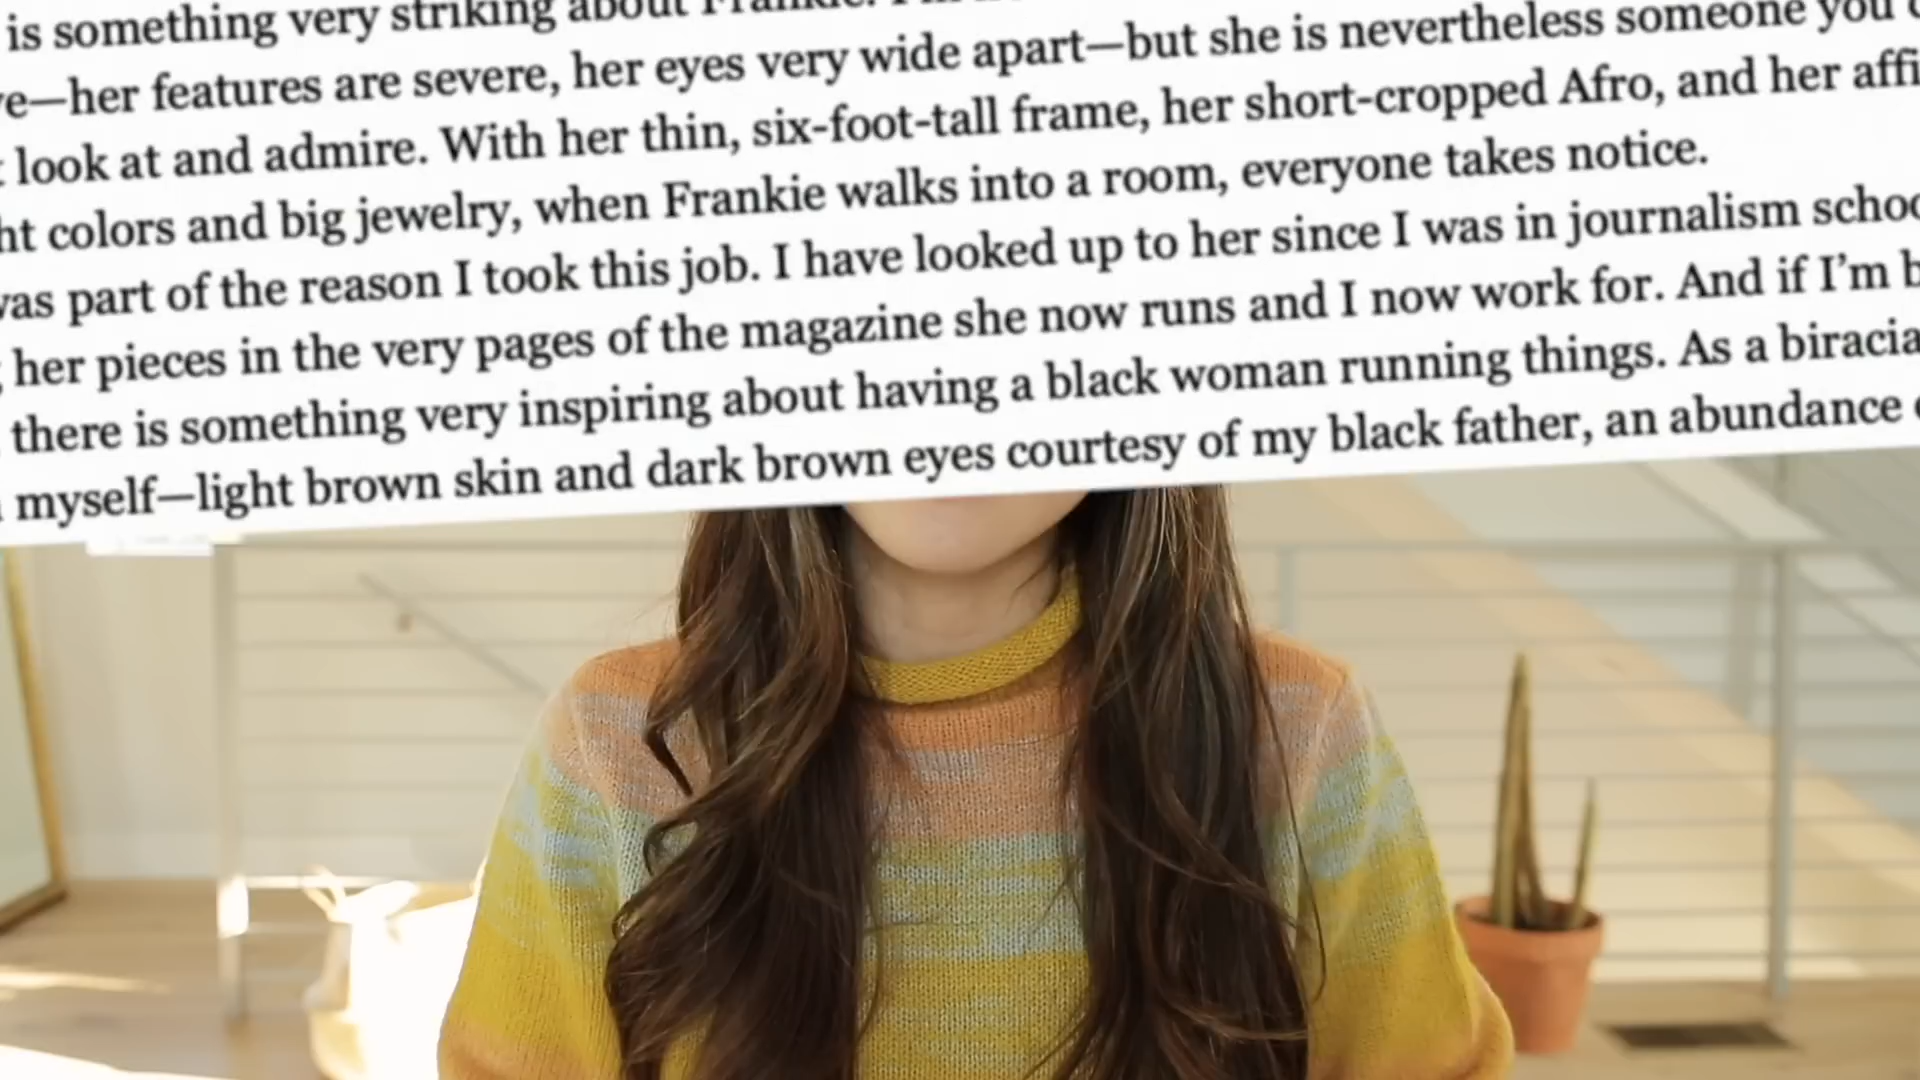 is something very striking about Frankie.
—her features are severe, her eyes very wide apart—but she is nevertheless someone you
look at and admire. With her thin, six-foot-tall frame, her short-cropped Afro, and her
colors and big jewelry, when Frankie walks into a room, everyone takes notice.
part of the reason I took this job. I have looked up to her since I was in journalism
her pieces in the very pages of the magazine she now runs and I now work for. And if I’m
there is something very inspiring about having a black woman running things. As a
myself—light brown skin and dark brown eyes courtesy of my black father, an abundance